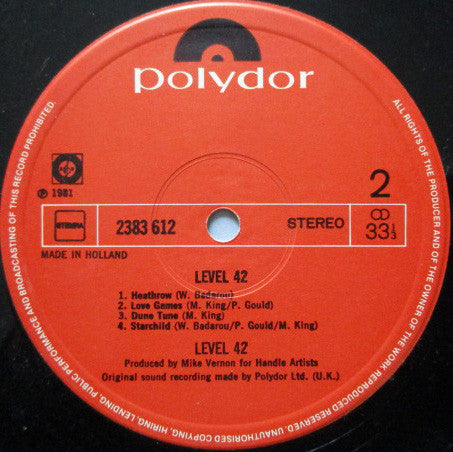 polydor
℗ 1981
2
STEMRA
2383 612
STEREO
33⅓
MADE IN HOLLAND
LEVEL 42
1. Heathrow (W. Badarou)
2. Love Games (M. King/P. Gould)
3. Dune Tune (M. King)
4. Starchild (W. Badarou/P. Gould/M. King)
LEVEL 42
Produced by Mike Vernon for Handle Artists
Original sound recording made by Polydor Ltd. (U.K.)
ALL RIGHTS OF THE PRODUCER AND OF THE OWNER OF THE WORK REPRODUCED RESERVED. UNAUTHORISED COPYING, HIRING, LENDING, PUBLIC PERFORMANCE AND BROADCASTING OF THIS RECORD PROHIBITED.